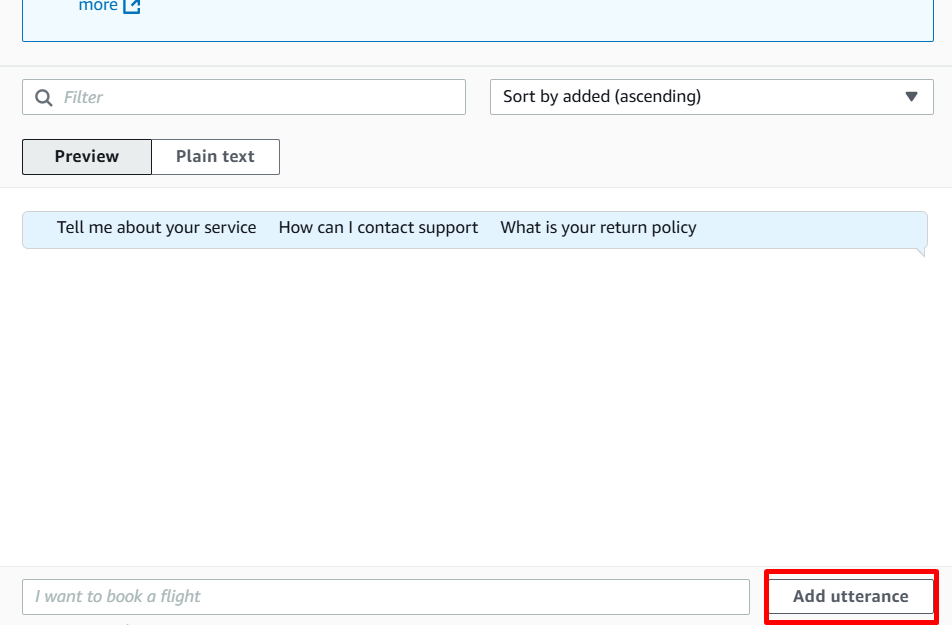 more
Filter
Sort by added (ascending)
Preview Plain text
Tell me about your service How can I contact support What is your return policy
I want to book a flight
Add utterance